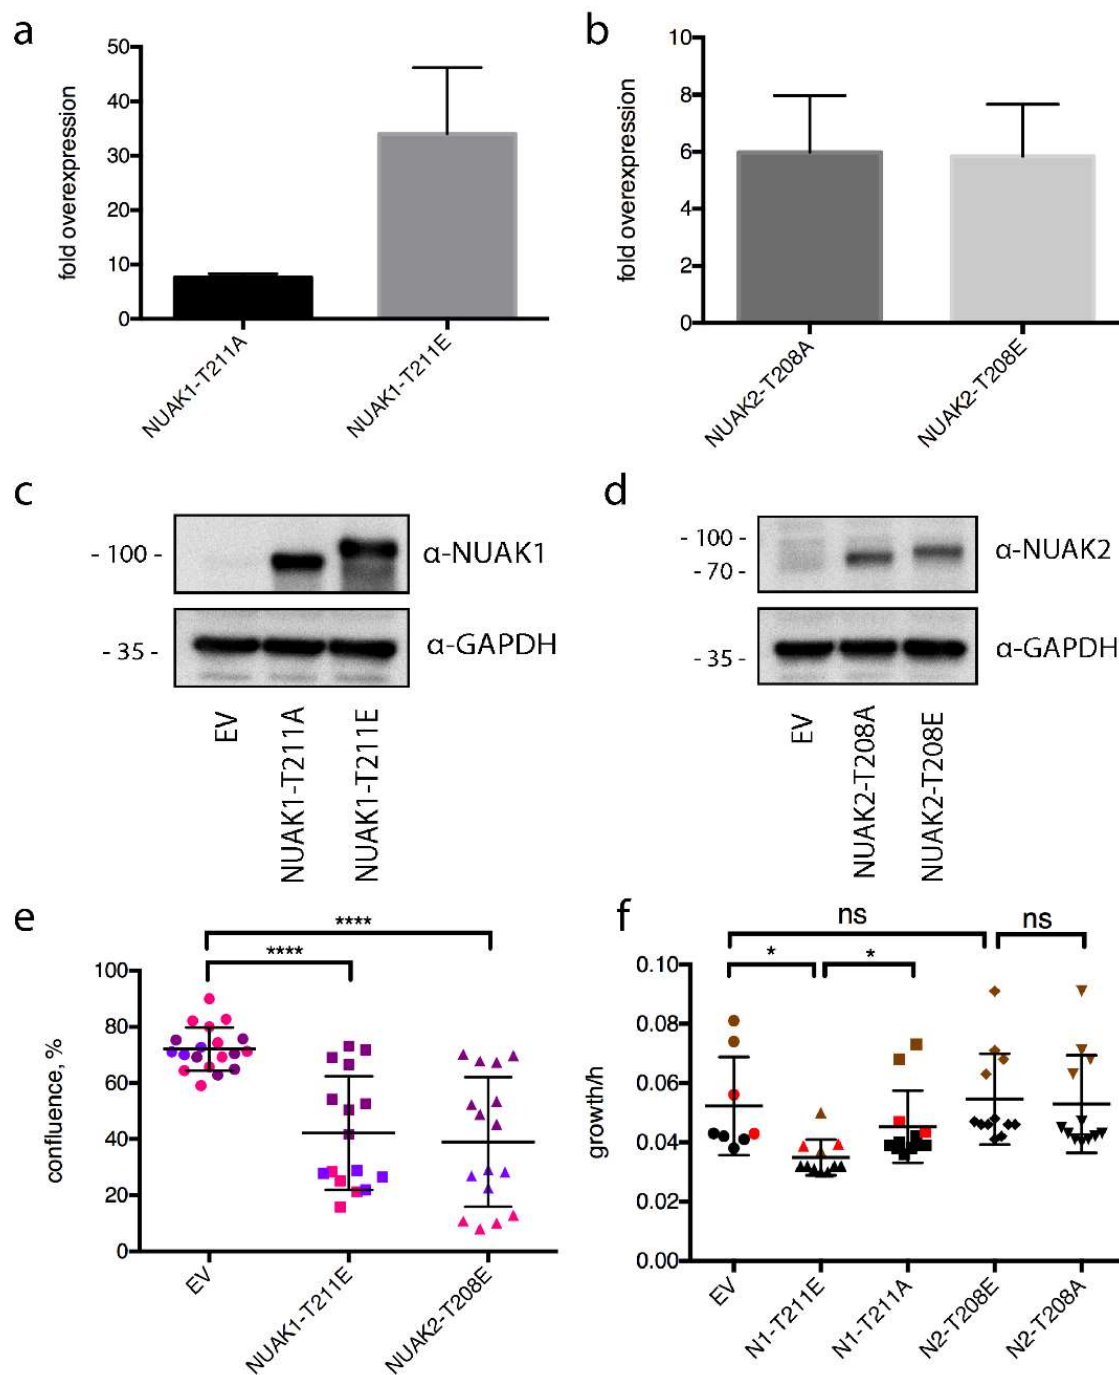 a
50
40
30
20
10
0
fold overexpression
NUAK1-T211A
NUAK1-T211E
b
10
8
6
4
2
0
fold overexpression
NUAK2-T208A
NUAK2-T208E
c
- 100 -
α-NUAK1
- 35 -
α-GAPDH
EV
NUAK1-T211A
NUAK1-T211E
d
- 100 -
- 70 -
α-NUAK2
- 35 -
α-GAPDH
EV
NUAK2-T208A
NUAK2-T208E
e
****
****
100
80
60
40
20
0
confluence, %
EV
NUAK1-T211E
NUAK2-T208E
f
ns
ns
*
*
0.10
0.08
0.06
0.04
0.02
0.00
growth/h
EV
N1-T211E
N1-T211A
N2-T208E
N2-T208A